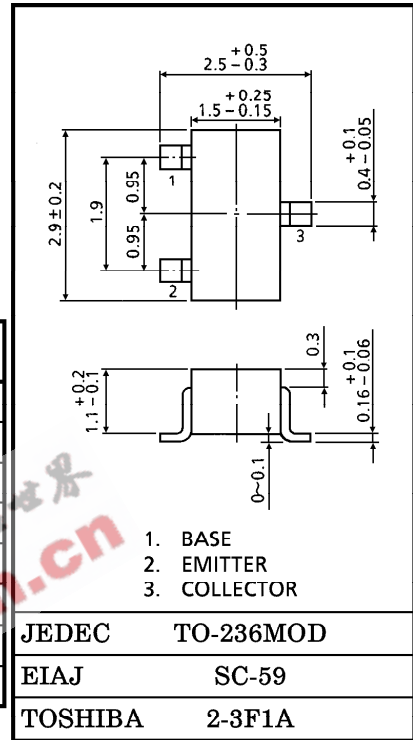 +0.5
2.5-0.3
+0.25
1.5-0.15
2.9±0.2
1.9
0.95
0.95
+0.1
0.4-0.05
1
2
3
+0.2
1.1-0.1
0.3
+0.1
0.16-0.06
0~0.1
世界
.cn
1. BASE
2. EMITTER
3. COLLECTOR
JEDEC TO-236MOD
EIAJ SC-59
TOSHIBA 2-3F1A